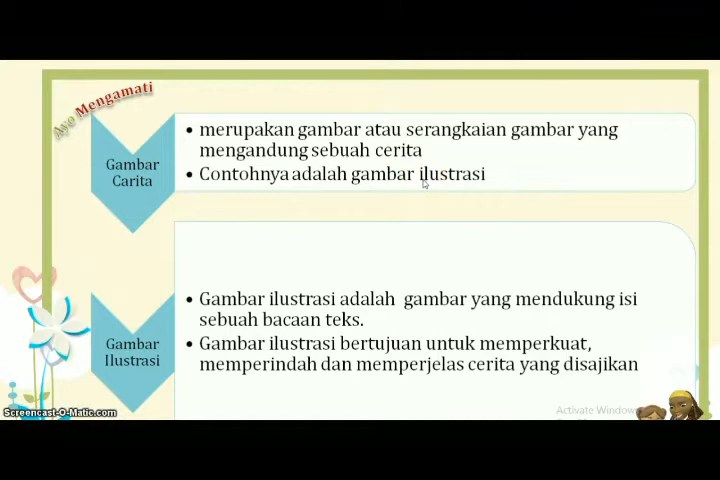 Ayo Mengamati
Gambar
Carita
• merupakan gambar atau serangkaian gambar yang
mengandung sebuah cerita
• Contohnya adalah gambar ilustrasi
Gambar
Ilustrasi
• Gambar ilustrasi adalah gambar yang mendukung isi
sebuah bacaan teks.
• Gambar ilustrasi bertujuan untuk memperkuat,
memperindah dan memperjelas cerita yang disajikan
Screencast-O-Matic.com
Activate Windows